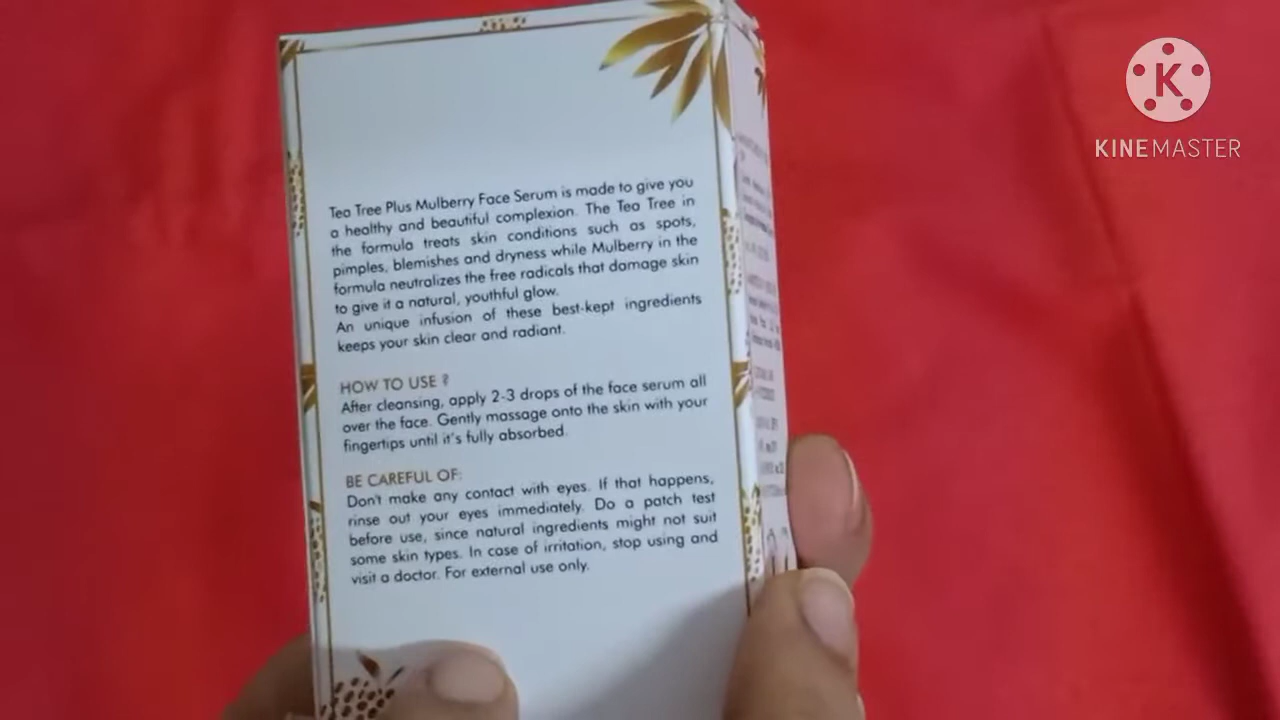 K
KINEMASTER
Tea Tree Plus Mulberry Face Serum is made to give you
a healthy and beautiful complexion. The Tea Tree in
the formula treats skin conditions such as spots,
pimples, blemishes and dryness while Mulberry in the
formula neutralizes the free radicals that damage skin
to give it a natural, youthful glow.
An unique infusion of these best-kept ingredients
keeps your skin clear and radiant.
HOW TO USE ?
After cleansing, apply 2-3 drops of the face serum all
over the face. Gently massage onto the skin with your
fingertips until it's fully absorbed.
BE CAREFUL OF:
Don't make any contact with eyes. If that happens,
rinse out your eyes immediately. Do a patch test
before use, since natural ingredients might not suit
some skin types. In case of irritation, stop using and
visit a doctor. For external use only.